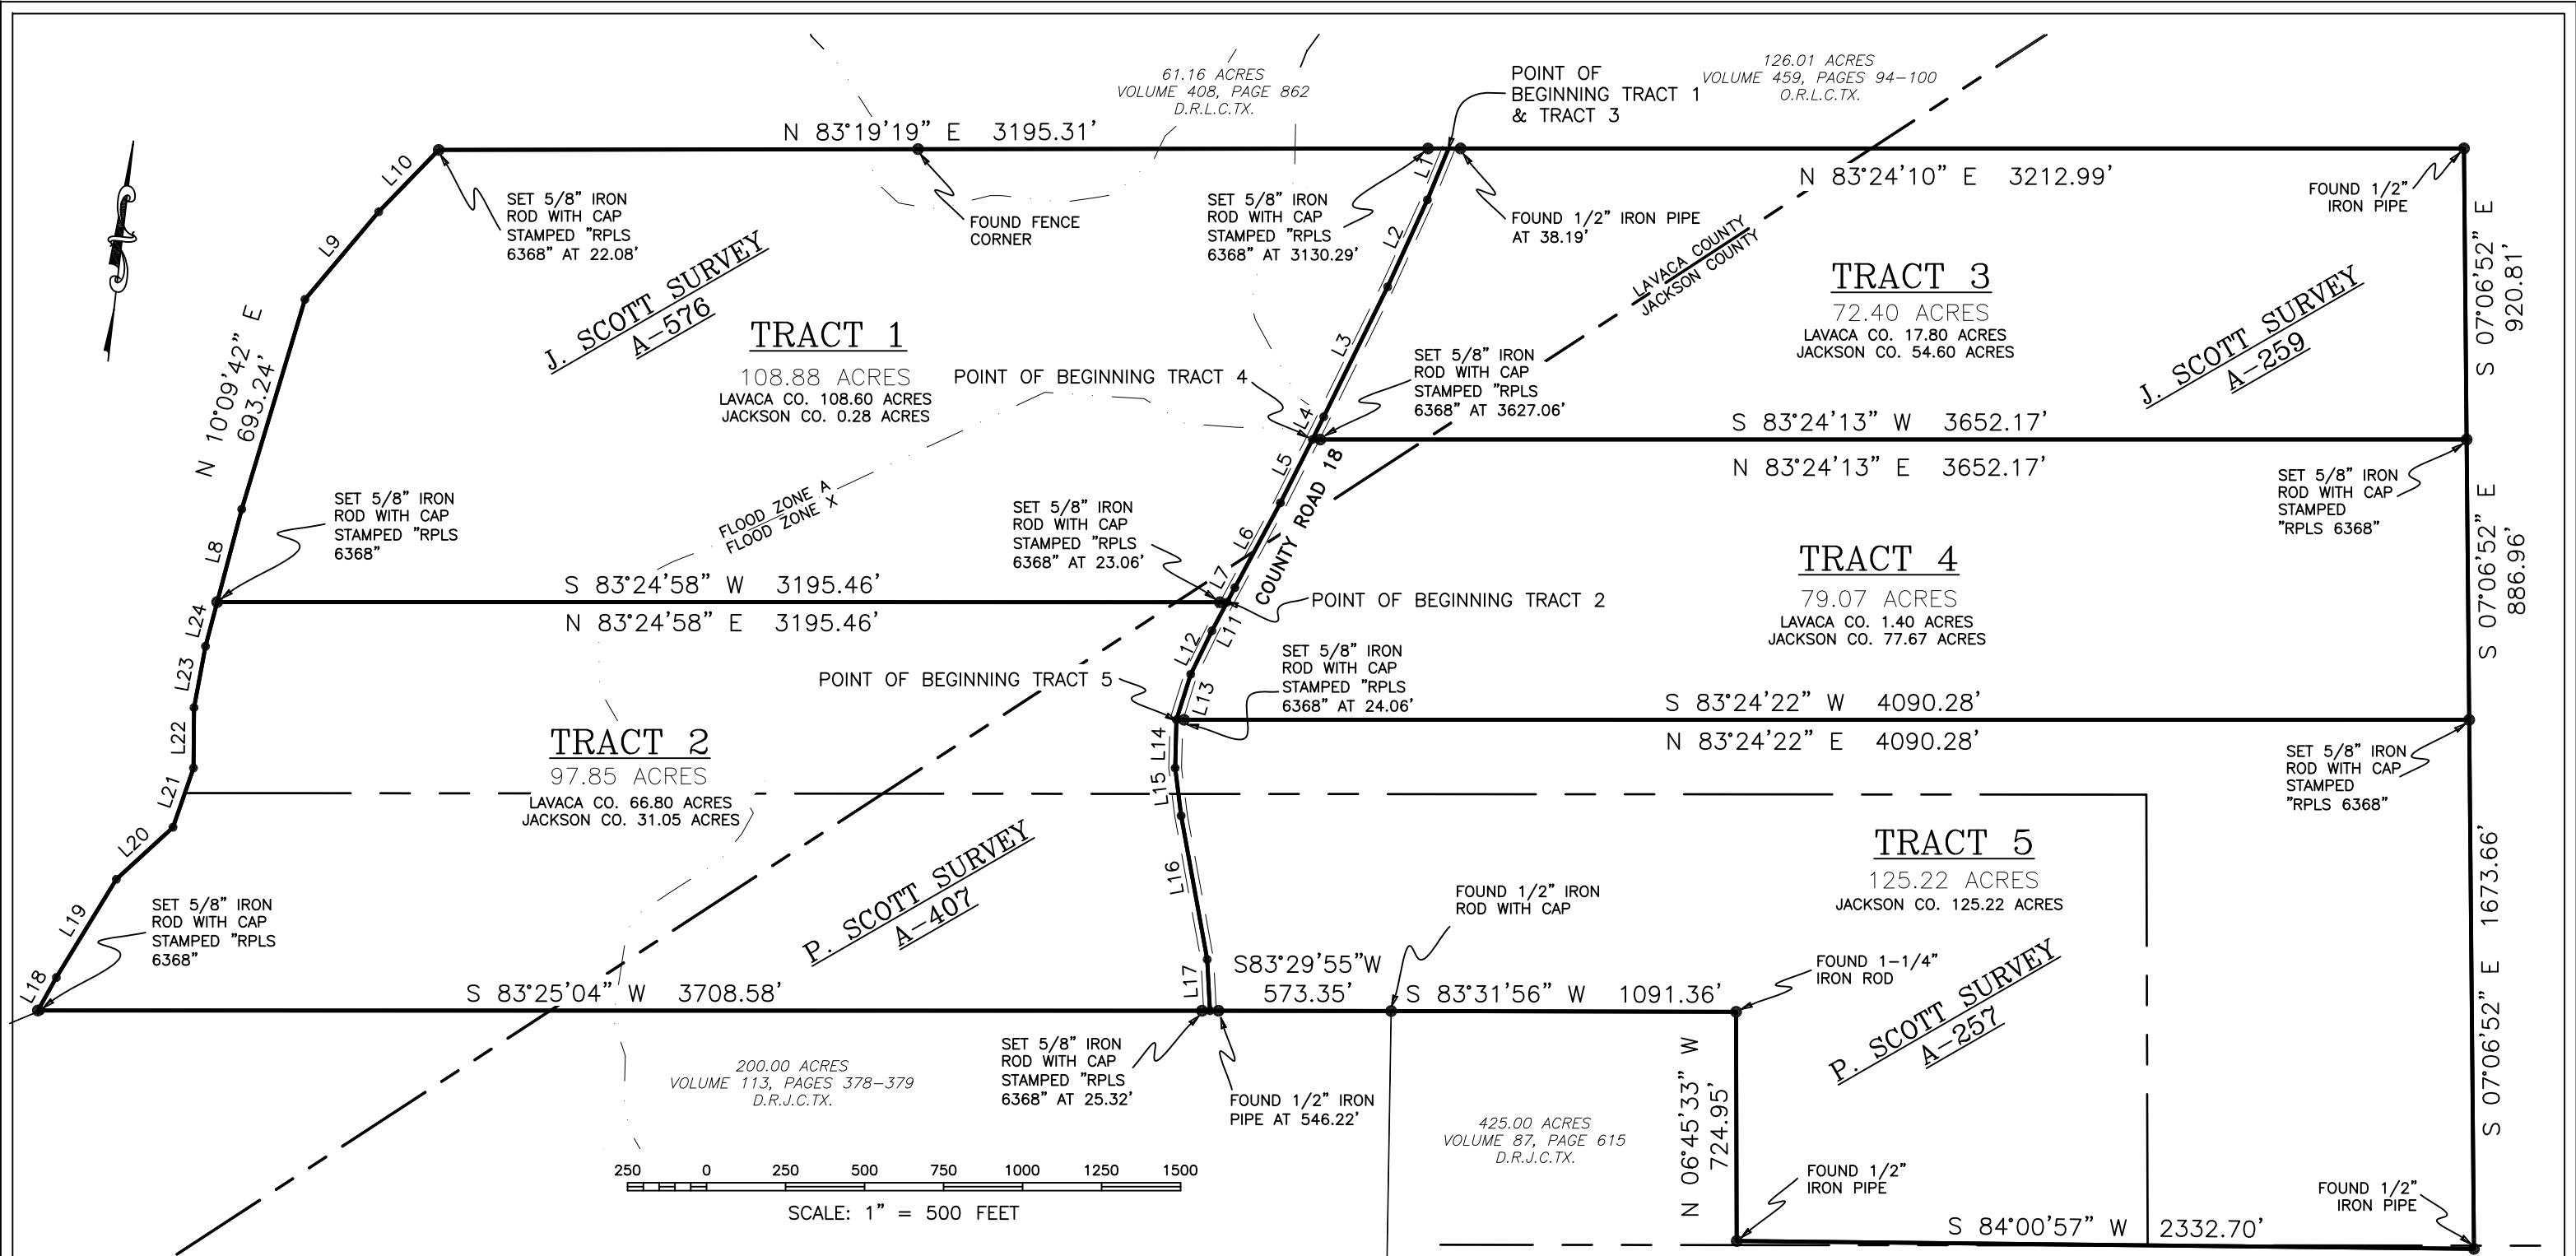 61.16 ACRES
VOLUME 408, PAGE 862
D.R.L.C.TX.
POINT OF
BEGINNING TRACT 1
& TRACT 3
126.01 ACRES
VOLUME 459, PAGES 94-100
O.R.L.C.TX.
N 83°19'19" E 3195.31'
L10
L9
SET 5/8" IRON
ROD WITH CAP
STAMPED "RPLS
6368" AT 22.08'
FOUND FENCE
CORNER
SET 5/8" IRON
ROD WITH CAP
STAMPED "RPLS
6368" AT 3130.29'
L1
L2
L3
L4
FOUND 1/2" IRON PIPE
AT 38.19'
N 83°24'10" E 3212.99'
FOUND 1/2"
IRON PIPE
S 07°06'52" E
920.81'
LAVACA COUNTY
JACKSON COUNTY
J. SCOTT SURVEY
A-576
TRACT 1
108.88 ACRES
LAVACA CO. 108.60 ACRES
JACKSON CO. 0.28 ACRES
N 10°09'42" E
693.24'
POINT OF BEGINNING TRACT 4
SET 5/8" IRON
ROD WITH CAP
STAMPED "RPLS
6368" AT 3627.06'
TRACT 3
72.40 ACRES
LAVACA CO. 17.80 ACRES
JACKSON CO. 54.60 ACRES
J. SCOTT SURVEY
A-259
S 83°24'13" W 3652.17'
N 83°24'13" E 3652.17'
SET 5/8" IRON
ROD WITH CAP
STAMPED
"RPLS 6368"
S 07°06'52" E
886.96'
L8
SET 5/8" IRON
ROD WITH CAP
STAMPED "RPLS
6368"
FLOOD ZONE A
FLOOD ZONE X
SET 5/8" IRON
ROD WITH CAP
STAMPED "RPLS
6368" AT 23.06'
L5
L6
L7
COUNTY ROAD 18
S 83°24'58" W 3195.46'
N 83°24'58" E 3195.46'
POINT OF BEGINNING TRACT 2
TRACT 4
79.07 ACRES
LAVACA CO. 1.40 ACRES
JACKSON CO. 77.67 ACRES
L24
L23
L22
L21
L20
L19
L18
L11
L12
L13
POINT OF BEGINNING TRACT 5
SET 5/8" IRON
ROD WITH CAP
STAMPED "RPLS
6368" AT 24.06'
S 83°24'22" W 4090.28'
N 83°24'22" E 4090.28'
SET 5/8" IRON
ROD WITH CAP
STAMPED
"RPLS 6368"
TRACT 2
97.85 ACRES
LAVACA CO. 66.80 ACRES
JACKSON CO. 31.05 ACRES
L14
L15
L16
L17
P. SCOTT SURVEY
A-407
TRACT 5
125.22 ACRES
JACKSON CO. 125.22 ACRES
S 07°06'52" E 1673.66'
SET 5/8" IRON
ROD WITH CAP
STAMPED "RPLS
6368"
FOUND 1/2" IRON
ROD WITH CAP
FOUND 1-1/4"
IRON ROD
P. SCOTT SURVEY
A-257
S 83°25'04" W 3708.58'
S83°29'55"W
573.35'
S 83°31'56" W 1091.36'
200.00 ACRES
VOLUME 113, PAGES 378-379
D.R.J.C.TX.
SET 5/8" IRON
ROD WITH CAP
STAMPED "RPLS
6368" AT 25.32'
FOUND 1/2" IRON
PIPE AT 546.22'
425.00 ACRES
VOLUME 87, PAGE 615
D.R.J.C.TX.
N 06°45'33" W
724.95'
FOUND 1/2"
IRON PIPE
FOUND 1/2"
IRON PIPE
S 84°00'57" W 2332.70'
250 0 250 500 750 1000 1250 1500
SCALE: 1" = 500 FEET